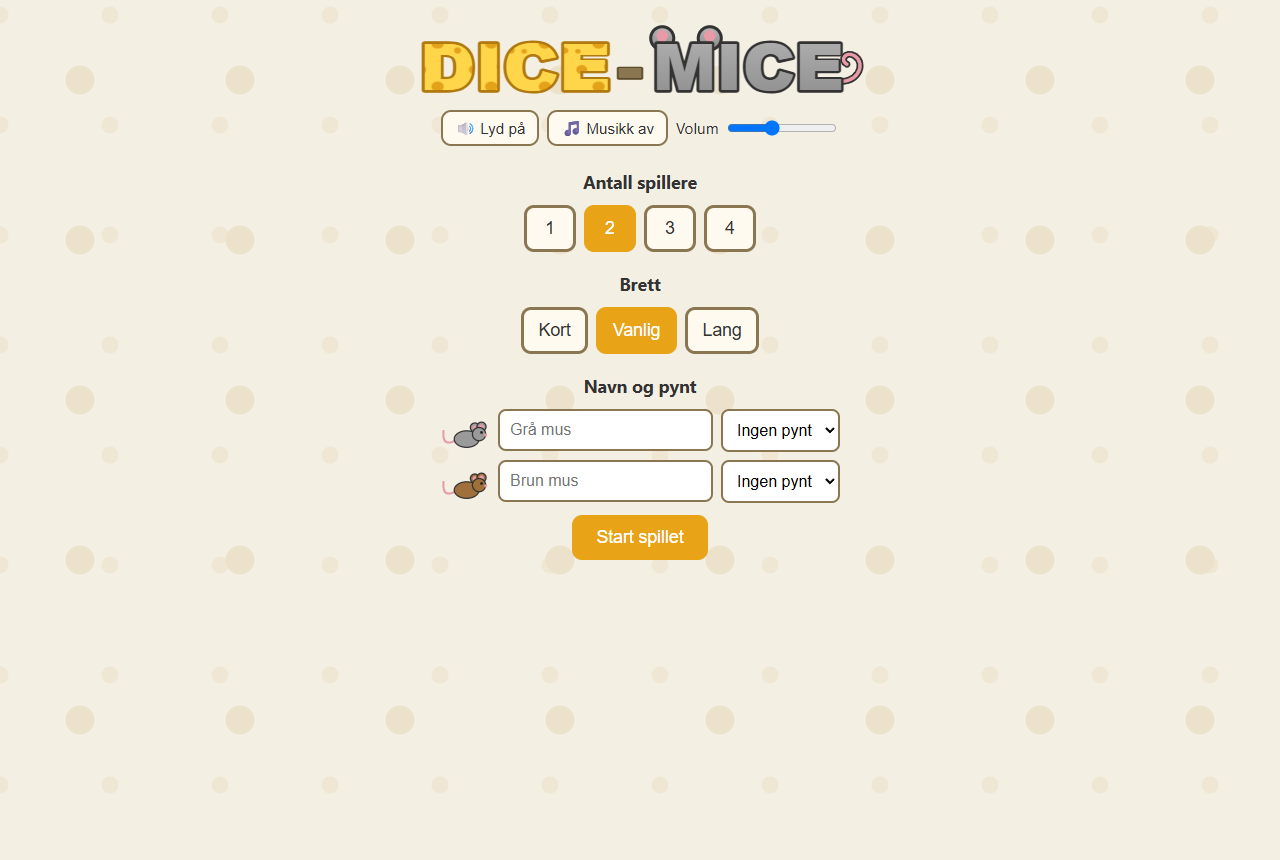 DICE-MICE
Lyd på Musikk av Volum
Antall spillere
1 2 3 4
Brett
Kort Vanlig Lang
Navn og pynt
Grå mus Ingen pynt
Brun mus Ingen pynt
Start spillet